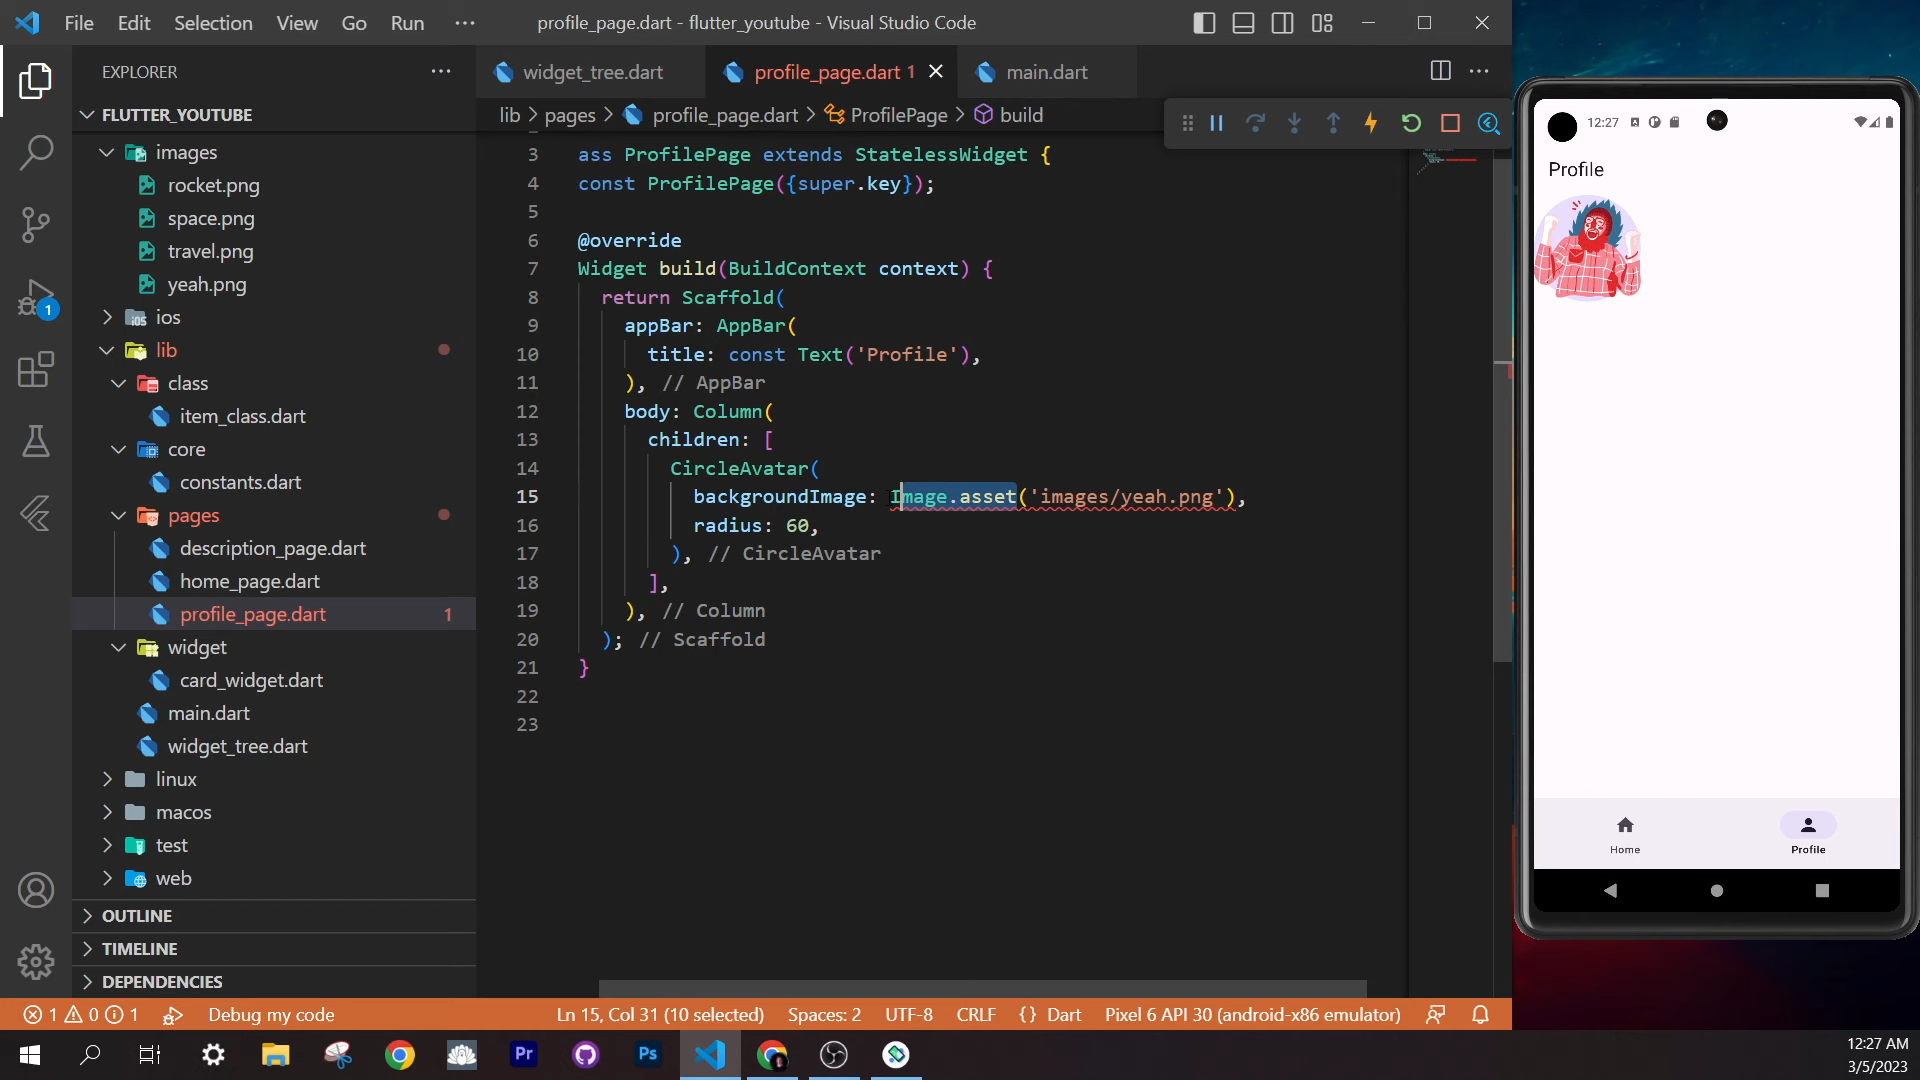 File Edit Selection View Go Run ··· profile_page.dart - flutter_youtube - Visual Studio Code
EXPLORER
FLUTTER_YOUTUBE
images
rocket.png
space.png
travel.png
yeah.png
ios
lib
class
item_class.dart
core
constants.dart
pages
description_page.dart
home_page.dart
profile_page.dart 1
widget
card_widget.dart
main.dart
widget_tree.dart
linux
macos
test
web
OUTLINE
TIMELINE
DEPENDENCIES
1
widget_tree.dart profile_page.dart 1 main.dart
lib > pages > profile_page.dart > ProfilePage > build
3 ass ProfilePage extends StatelessWidget {
4 const ProfilePage({super.key});
5
6 @override
7 Widget build(BuildContext context) {
8 return Scaffold(
9 appBar: AppBar(
10 title: const Text('Profile'),
11 ), // AppBar
12 body: Column(
13 children: [
14 CircleAvatar(
15 backgroundImage: Image.asset('images/yeah.png'),
16 radius: 60,
17 ), // CircleAvatar
18 ],
19 ), // Column
20 ); // Scaffold
21 }
22
23
12:27
Profile
Home
Profile
1 0 1 Debug my code Ln 15, Col 31 (10 selected) Spaces: 2 UTF-8 CRLF {} Dart Pixel 6 API 30 (android-x86 emulator)
Pr
Ps
12:27 AM
3/5/2023